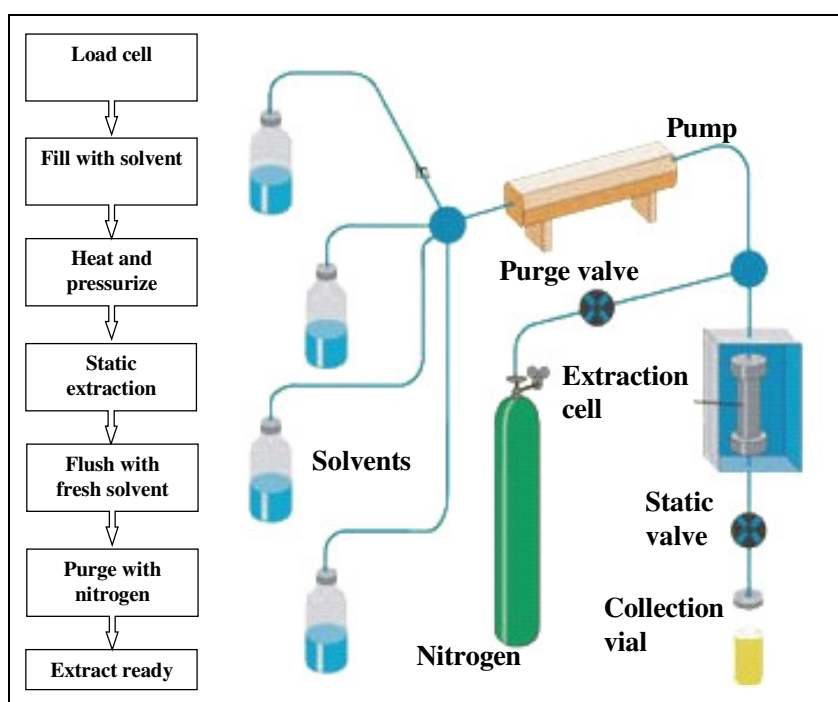 Load cell
Fill with solvent
Heat and
pressurize
Static
extraction
Flush with
fresh solvent
Purge with
nitrogen
Extract ready
Pump
Purge valve
Extraction
cell
Solvents
Static
valve
Collection
vial
Nitrogen